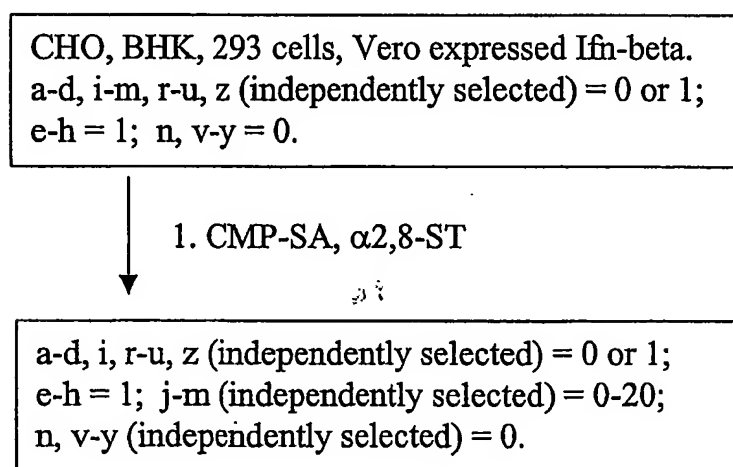 CHO, BHK, 293 cells, Vero expressed Ifn-beta.
a-d, i-m, r-u, z (independently selected) = 0 or 1;
e-h = 1; n, v-y = 0.
1. CMP-SA, α2,8-ST
a-d, i, r-u, z (independently selected) = 0 or 1;
e-h = 1; j-m (independently selected) = 0-20;
n, v-y (independently selected) = 0.